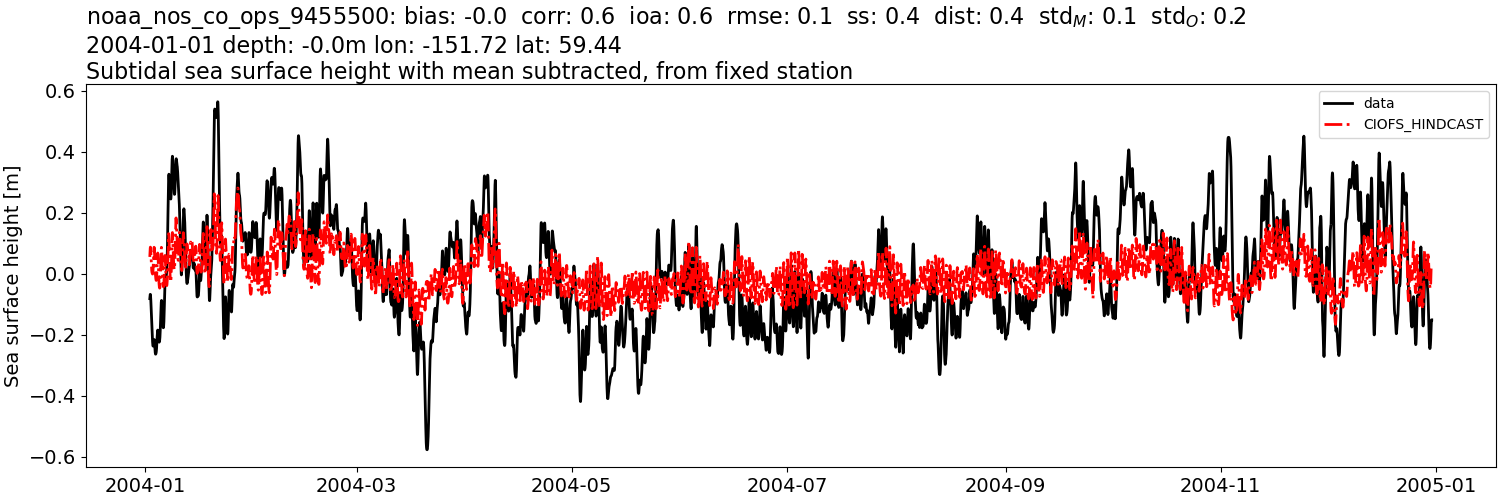 noaa_nos_co_ops_9455500: bias: -0.0 corr: 0.6 ioa: 0.6 rmse: 0.1 ss: 0.4 dist: 0.4 std_M: 0.1 std_O: 0.2
2004-01-01 depth: -0.0m lon: -151.72 lat: 59.44
Subtidal sea surface height with mean subtracted, from fixed station
Sea surface height [m]
0.6
0.4
0.2
0.0
−0.2
−0.4
−0.6
data
CIOFS_HINDCAST
2004-01 2004-03 2004-05 2004-07 2004-09 2004-11 2005-01